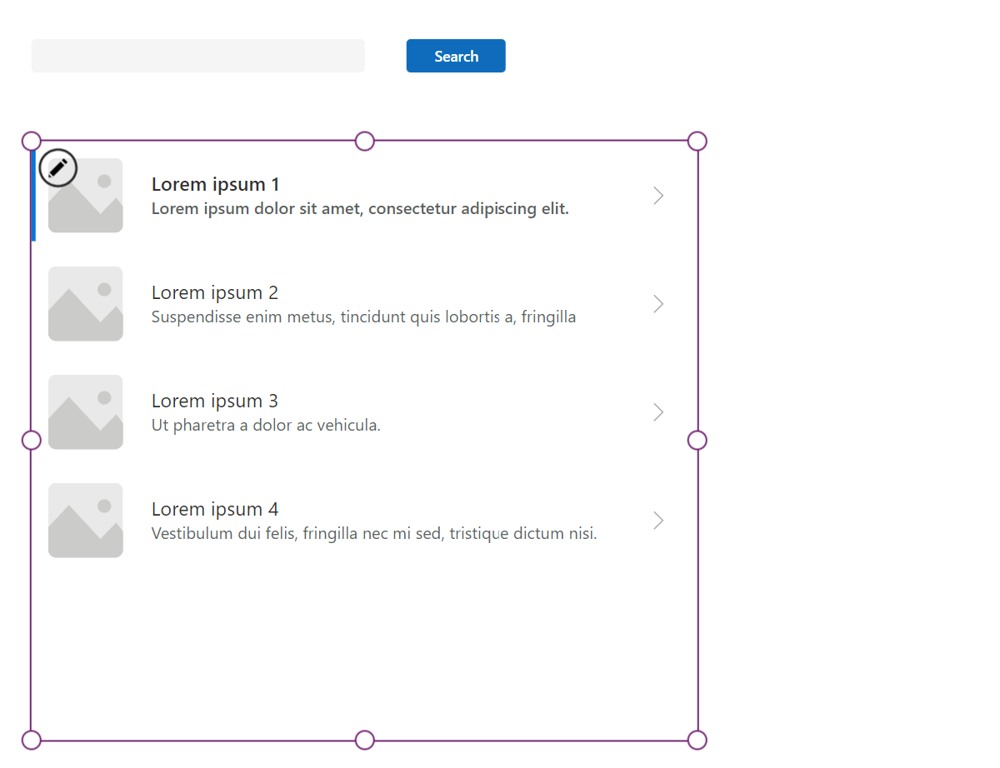 Search
Lorem ipsum 1
Lorem ipsum dolor sit amet, consectetur adipiscing elit.
Lorem ipsum 2
Suspendisse enim metus, tincidunt quis lobortis a, fringilla
Lorem ipsum 3
Ut pharetra a dolor ac vehicula.
Lorem ipsum 4
Vestibulum dui felis, fringilla nec mi sed, tristique dictum nisi.